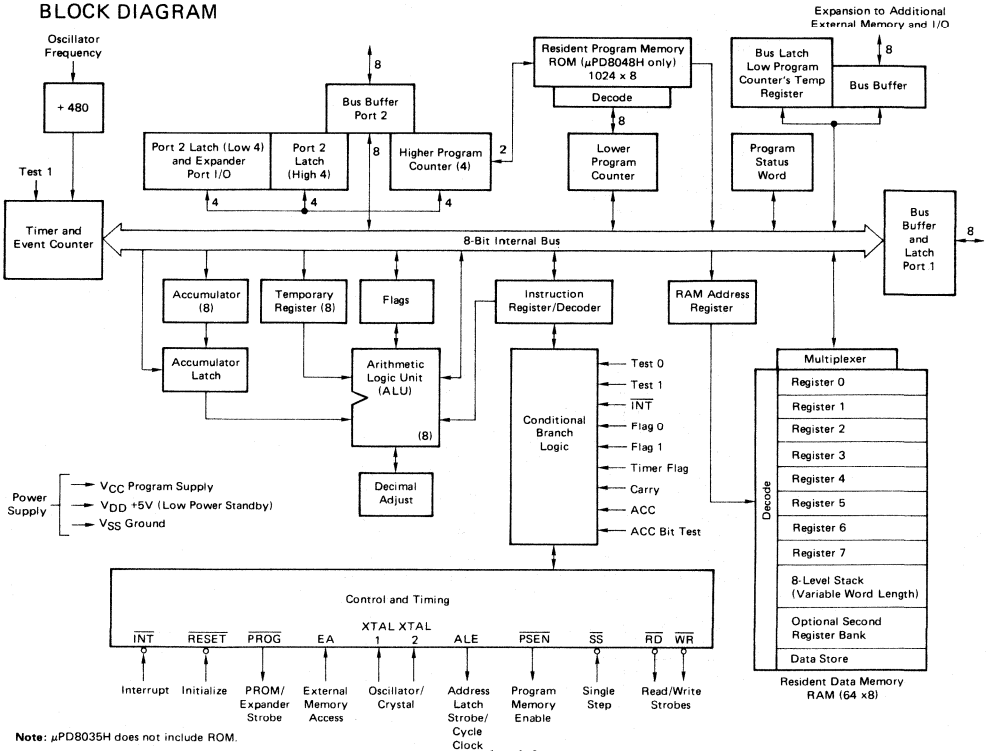 BLOCK DIAGRAM
Oscillator
Frequency
+ 480
Test 1
Timer and
Event Counter
8
Bus Buffer
Port 2
Port 2 Latch (Low 4)
and Expander
Port I/O
Port 2
Latch
(High 4)
8
Higher Program
Counter (4)
2
4
4
4
Resident Program Memory
ROM (μPD8048H only)
1024 x 8
Decode
8
Lower
Program
Counter
Expansion to Additional
External Memory and I/O
8
Bus Latch
Low Program
Counter's Temp
Register
Bus Buffer
Program
Status
Word
Bus
Buffer
and
Latch
Port 1
8
8-Bit Internal Bus
Accumulator
(8)
Temporary
Register (8)
Flags
Instruction
Register/Decoder
RAM Address
Register
Accumulator
Latch
Arithmetic
Logic Unit
(ALU)
(8)
Decimal
Adjust
Conditional
Branch
Logic
Test 0
Test 1
INT
Flag 0
Flag 1
Timer Flag
Carry
ACC
ACC Bit Test
Multiplexer
Decode
Register 0
Register 1
Register 2
Register 3
Register 4
Register 5
Register 6
Register 7
8-Level Stack
(Variable Word Length)
Optional Second
Register Bank
Data Store
Resident Data Memory
RAM (64 x8)
Power
Supply
VCC Program Supply
VDD +5V (Low Power Standby)
VSS Ground
Control and Timing
XTAL XTAL
INT RESET PROG EA 1 2 ALE PSEN SS RD WR
Interrupt
Initialize
PROM/
Expander
Strobe
External
Memory
Access
Oscillator/
Crystal
Address
Latch
Strobe/
Cycle
Clock
Program
Memory
Enable
Single
Step
Read/Write
Strobes
Note: μPD8035H does not include ROM.